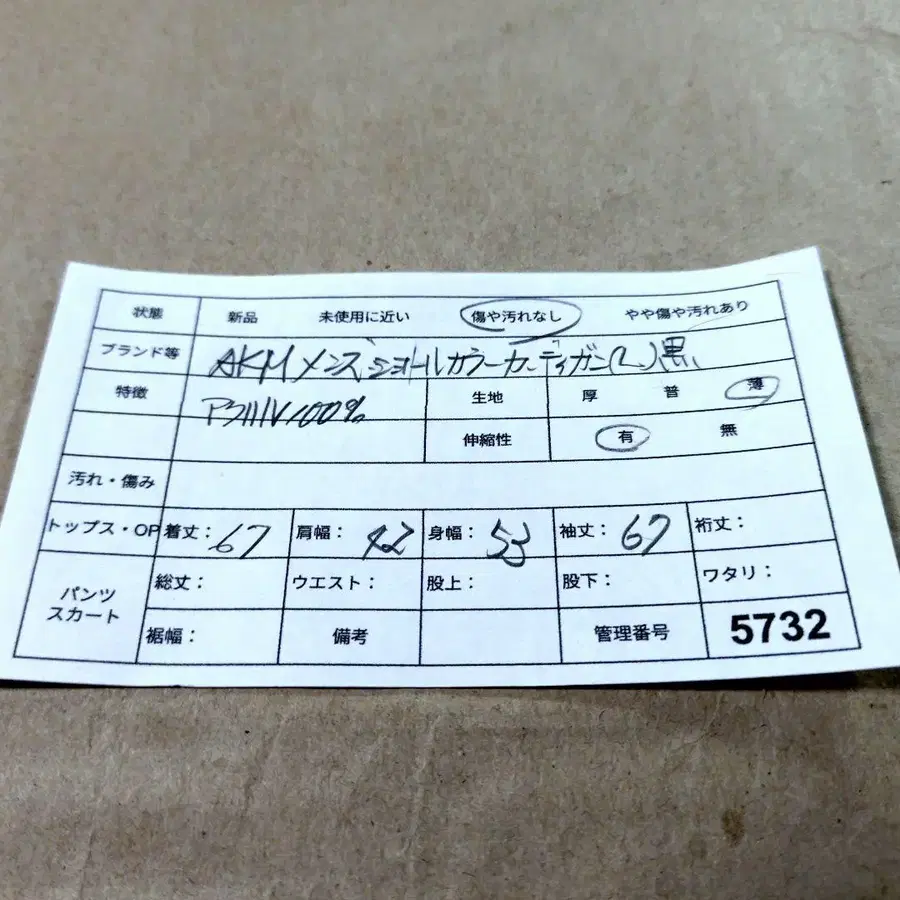 状態 新品 未使用に近い 傷や汚れなし やや傷や汚れあり
ブランド等 AKM メンズショールカラーカーディガン(L)黒
特徴 アクリル100% 生地 厚 普 薄
伸縮性 有 無
汚れ・傷み
トップス・OP 着丈: 67 肩幅: 42 身幅: 53 袖丈: 67 裄丈:
パンツ 総丈: ウエスト: 股上: 股下: ワタリ:
スカート
裾幅: 備考 管理番号 5732